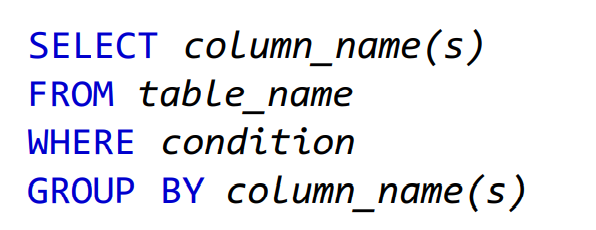 SELECT column_name(s)
FROM table_name
WHERE condition
GROUP BY column_name(s)